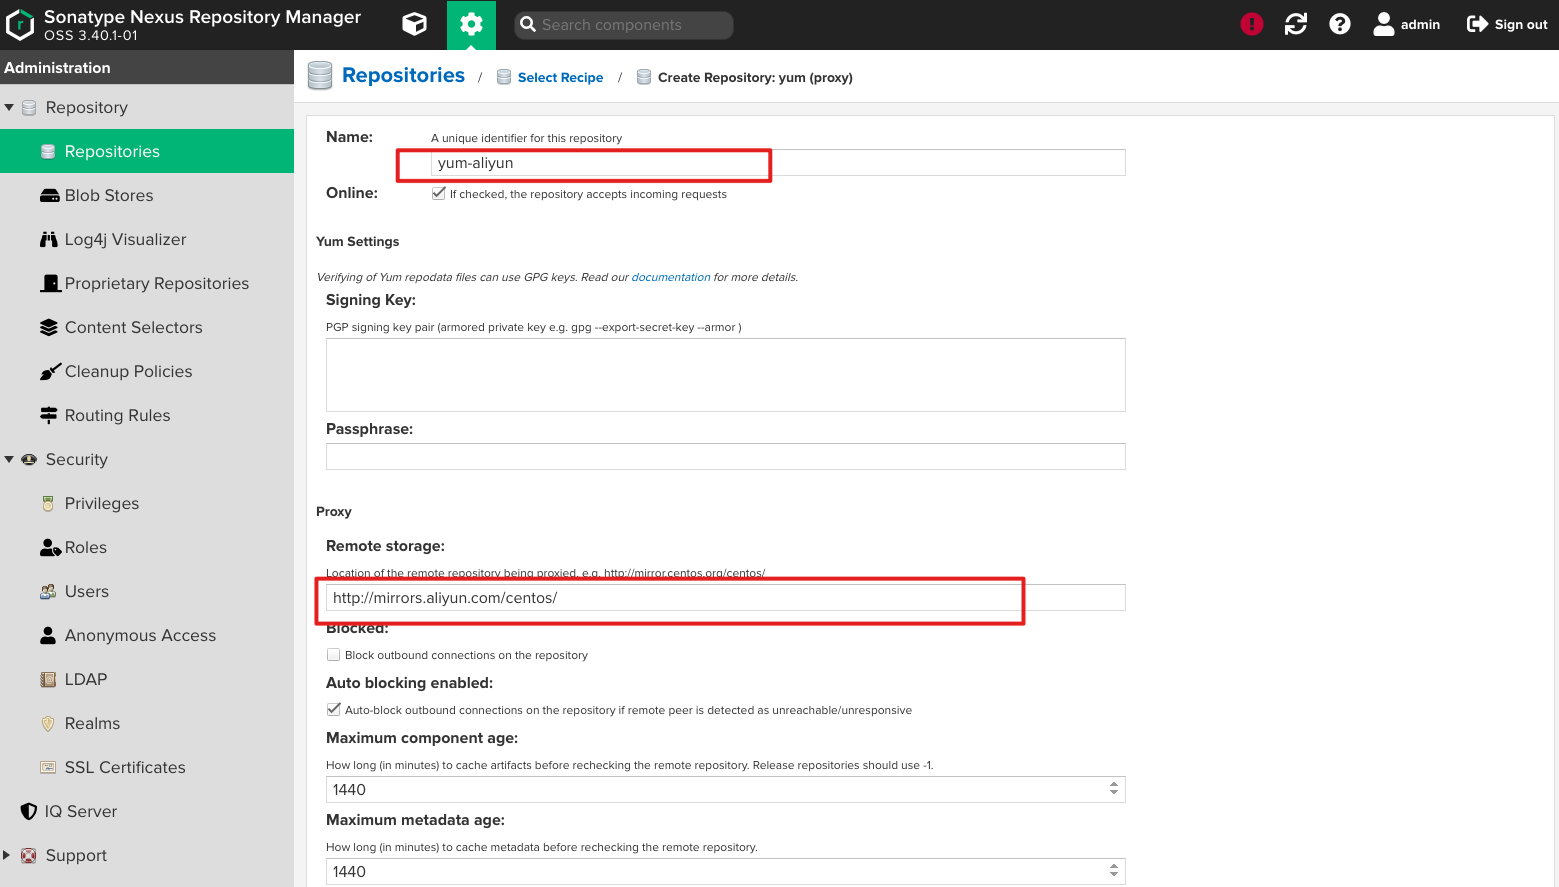 Sonatype Nexus Repository Manager
OSS 3.40.1-01
Search components
admin
Sign out
Administration
Repository
Repositories
Blob Stores
Log4j Visualizer
Proprietary Repositories
Content Selectors
Cleanup Policies
Routing Rules
Security
Privileges
Roles
Users
Anonymous Access
LDAP
Realms
SSL Certificates
IQ Server
Support
Repositories / Select Recipe / Create Repository: yum (proxy)
Name: A unique identifier for this repository
yum-aliyun
Online: If checked, the repository accepts incoming requests
Yum Settings
Verifying of Yum repodata files can use GPG keys. Read our documentation for more details.
Signing Key:
PGP signing key pair (armored private key e.g. gpg --export-secret-key --armor )
Passphrase:
Proxy
Remote storage:
Location of the remote repository being proxied, e.g. http://mirror.centos.org/centos/
http://mirrors.aliyun.com/centos/
Blocked:
Block outbound connections on the repository
Auto blocking enabled:
Auto-block outbound connections on the repository if remote peer is detected as unreachable/unresponsive
Maximum component age:
How long (in minutes) to cache artifacts before rechecking the remote repository. Release repositories should use -1.
1440
Maximum metadata age:
How long (in minutes) to cache metadata before rechecking the remote repository.
1440